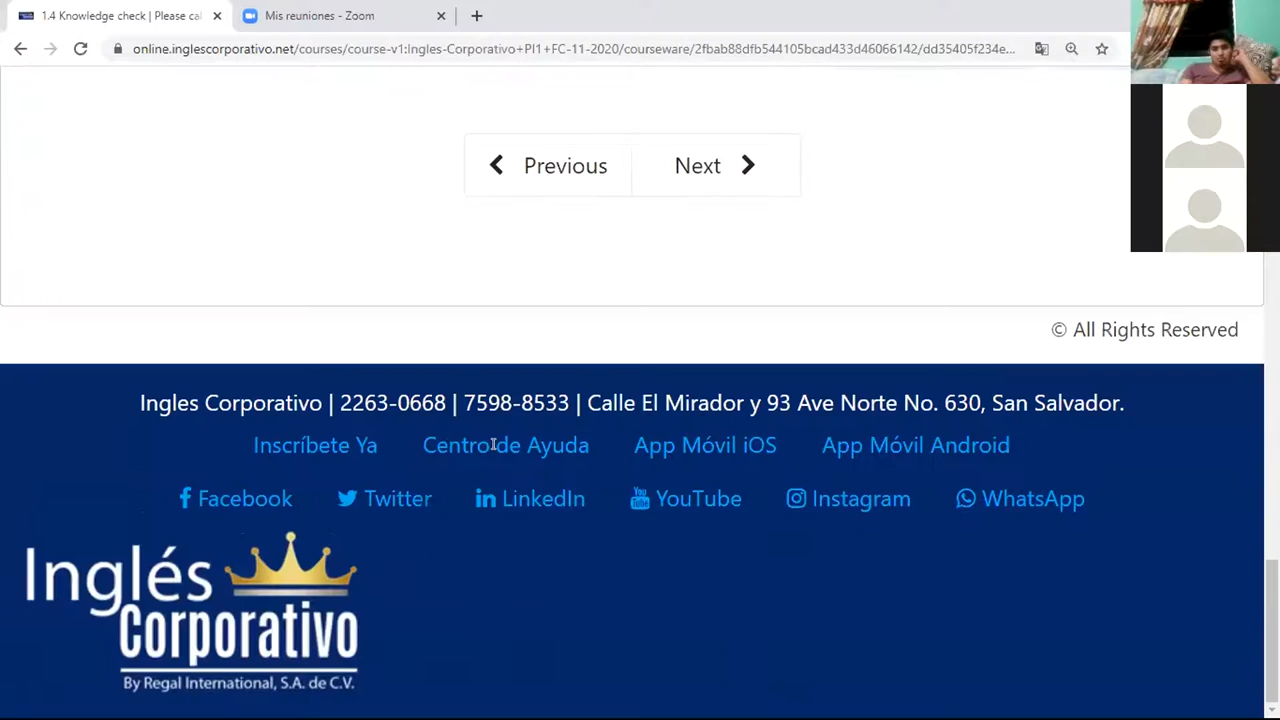 1.4 Knowledge check | Please cal
Mis reuniones - Zoom
online.inglescorporativo.net/courses/course-v1:Ingles-Corporativo+PI1+FC-11-2020/courseware/2fbab88dfb544105bcad433d46066142/dd35405f234e...
Previous
Next
© All Rights Reserved
Ingles Corporativo | 2263-0668 | 7598-8533 | Calle El Mirador y 93 Ave Norte No. 630, San Salvador.
Inscríbete Ya Centro de Ayuda App Móvil iOS App Móvil Android
Facebook Twitter LinkedIn YouTube Instagram WhatsApp
Inglés
Corporativo
By Regal International, S.A. de C.V.